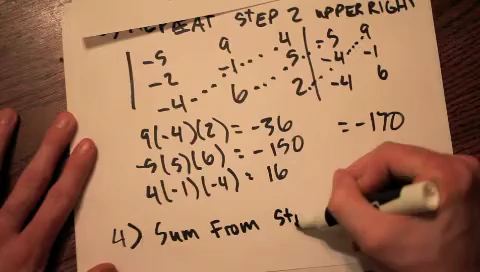 REPEAT STEP 2 UPPER RIGHT
-5 9 4 -5 9
-2 -1 5 -4 -1
-4 6 2 -4 6
9(-4)(2) = -36 = -170
-5(5)(6) = -150
4(-1)(-4) = 16
4) Sum From St